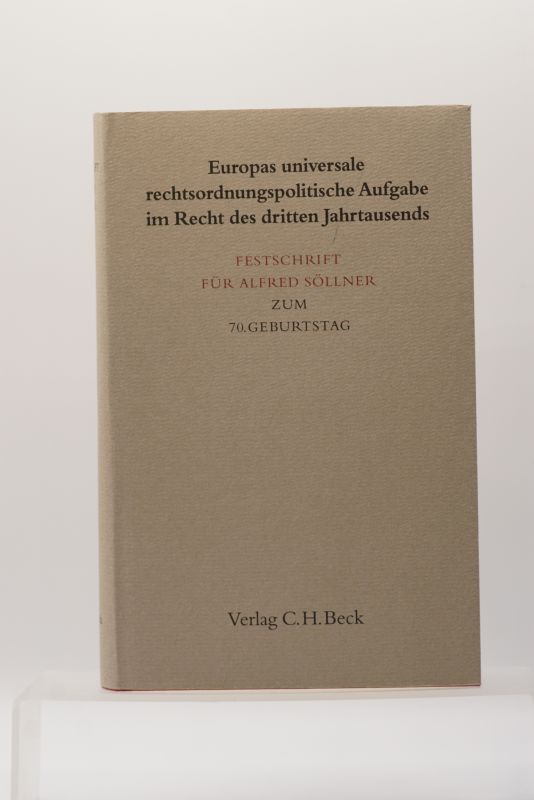 Europas universale
rechtsordnungspolitische Aufgabe
im Recht des dritten Jahrtausends
FESTSCHRIFT
FÜR ALFRED SÖLLNER
ZUM
70. GEBURTSTAG
Verlag C. H. Beck